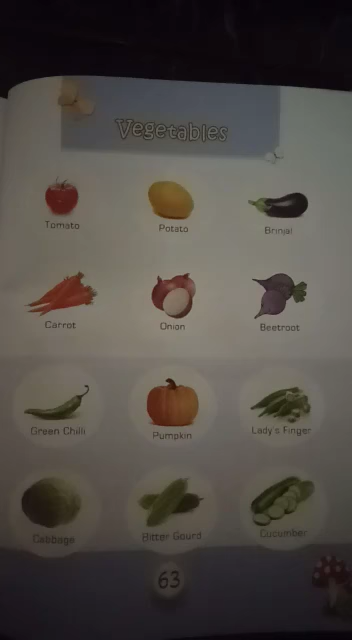 Vegetables
Tomato
Potato
Brinjal
Carrot
Onion
Beetroot
Green Chilli
Pumpkin
Lady's Finger
Cabbage
Bitter Gourd
Cucumber
63